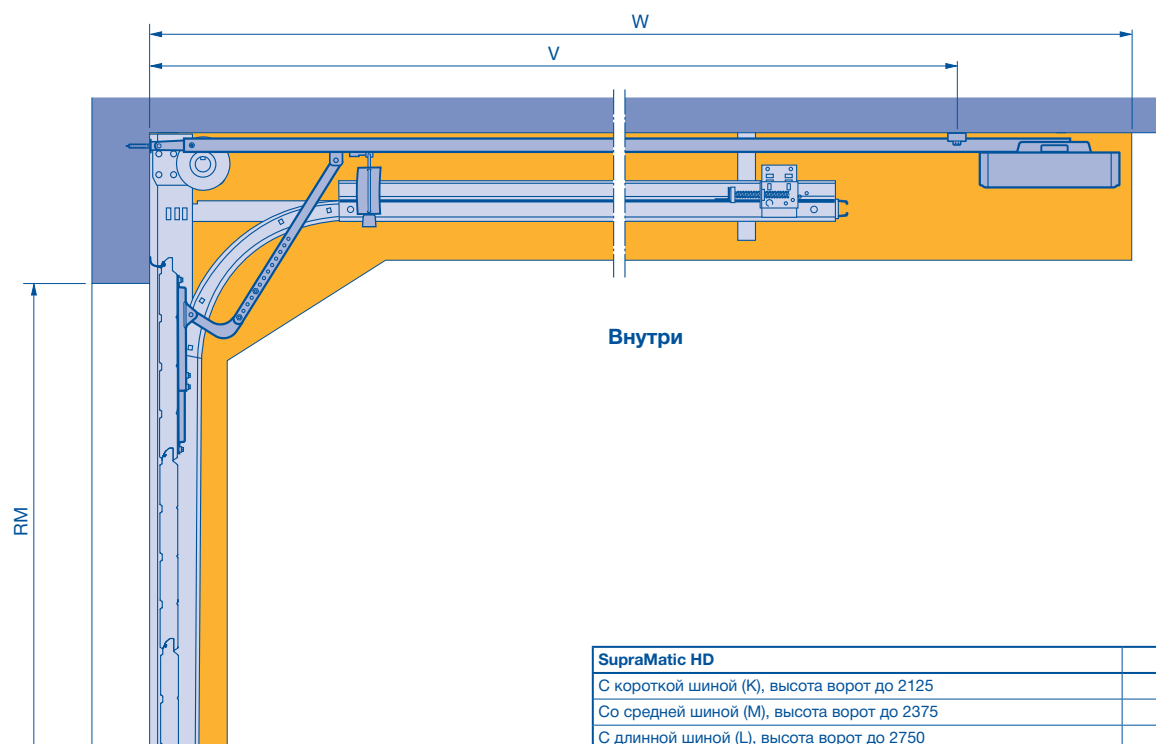 W
V
Внутри
RM
SupraMatic HD
С короткой шиной (K), высота ворот до 2125
Со средней шиной (M), высота ворот до 2375
С длинной шиной (L), высота ворот до 2750